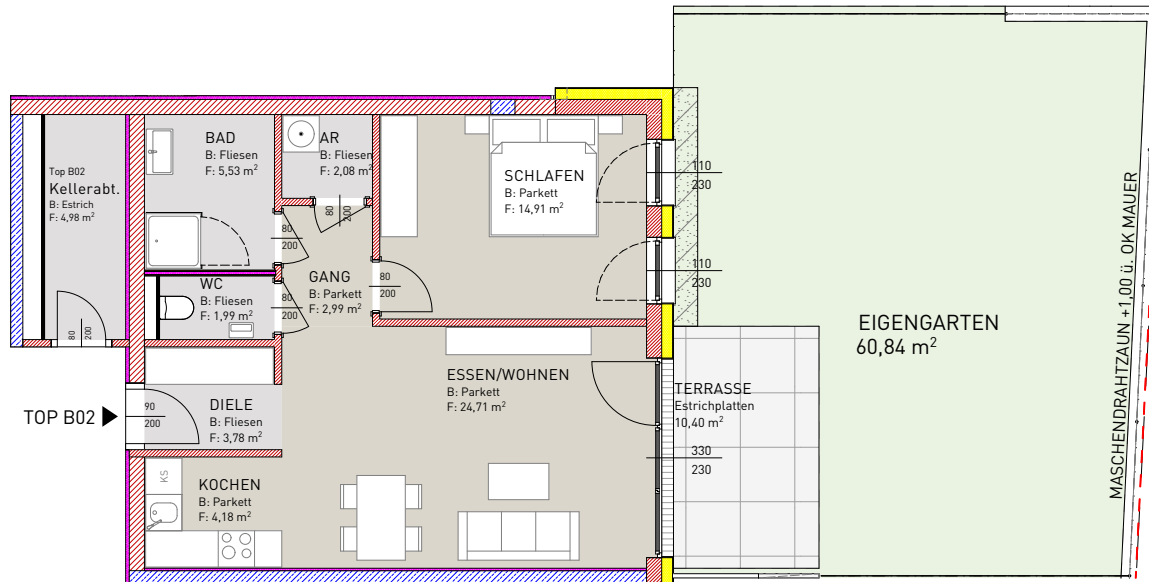 Top B02
Kellerabt.
B: Estrich
F: 4,98 m²
80
200
BAD
B: Fliesen
F: 5,53 m²
80
200
AR
B: Fliesen
F: 2,08 m²
80
200
SCHLAFEN
B: Parkett
F: 14,91 m²
110
230
110
230
WC
B: Fliesen
F: 1,99 m²
80
200
GANG
B: Parkett
F: 2,99 m²
80
200
EIGENGARTEN
60,84 m²
MASCHENDRAHTZAUN +1,00 ü. OK MAUER
TOP B02
90
200
DIELE
B: Fliesen
F: 3,78 m²
ESSEN/WOHNEN
B: Parkett
F: 24,71 m²
TERRASSE
Estrichplatten
10,40 m²
330
230
KS
KOCHEN
B: Parkett
F: 4,18 m²